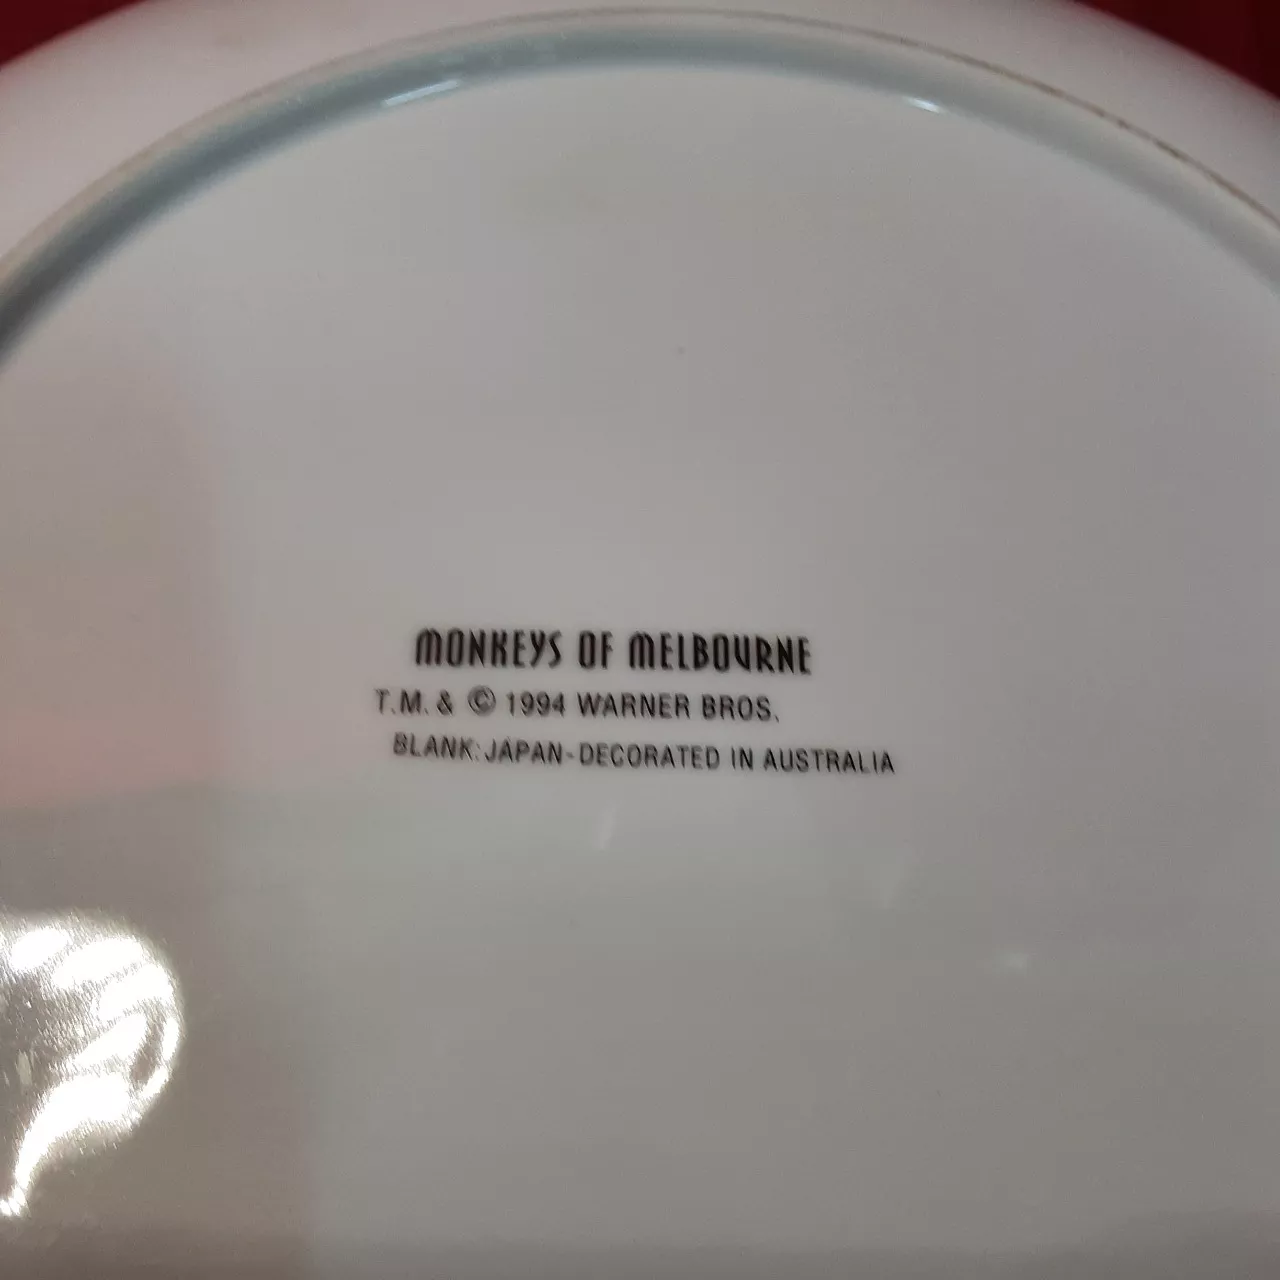 MONKEYS OF MELBOURNE
T.M. & © 1994 WARNER BROS.
BLANK: JAPAN-DECORATED IN AUSTRALIA